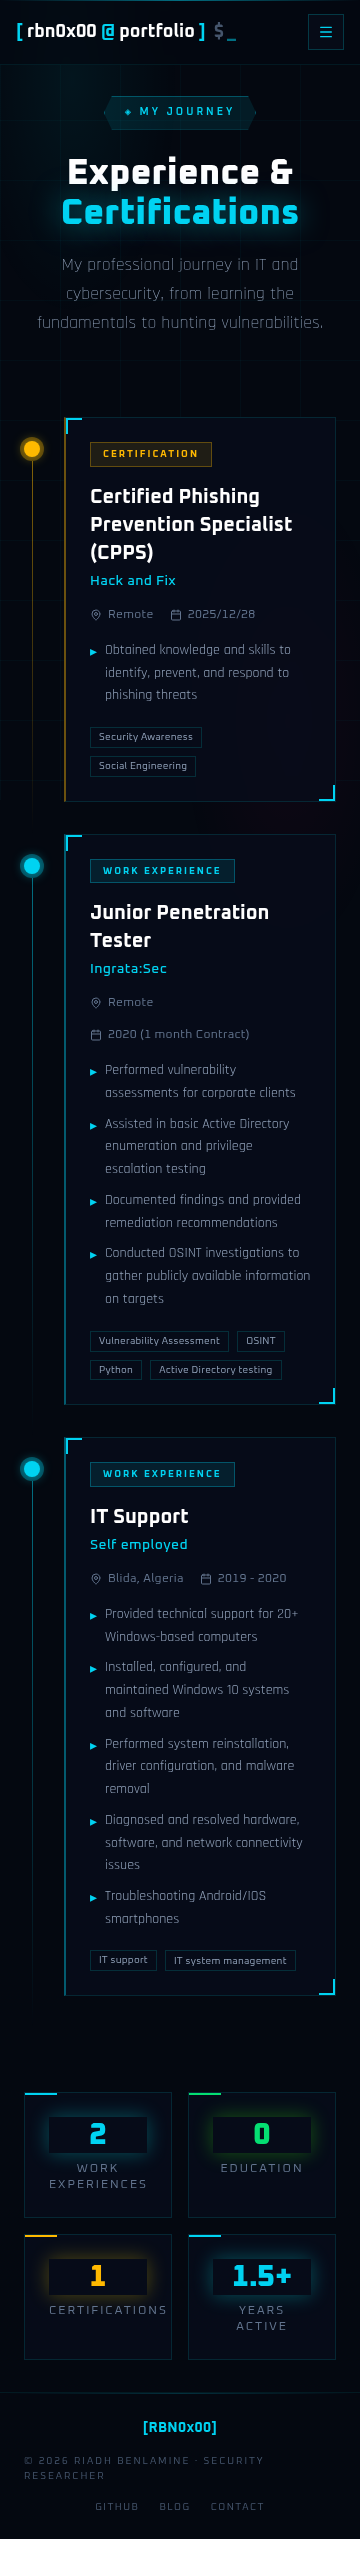 [ rbn0x00 @ portfolio ] $_
◈ MY JOURNEY
Experience &
Certifications
My professional journey in IT and
cybersecurity, from learning the
fundamentals to hunting vulnerabilities.
CERTIFICATION
Certified Phishing
Prevention Specialist
(CPPS)
Hack and Fix
Remote 2025/12/28
▶ Obtained knowledge and skills to
identify, prevent, and respond to
phishing threats
Security Awareness
Social Engineering
WORK EXPERIENCE
Junior Penetration
Tester
Ingrata:Sec
Remote
2020 (1 month Contract)
▶ Performed vulnerability
assessments for corporate clients
▶ Assisted in basic Active Directory
enumeration and privilege
escalation testing
▶ Documented findings and provided
remediation recommendations
▶ Conducted OSINT investigations to
gather publicly available information
on targets
Vulnerability Assessment OSINT
Python Active Directory testing
WORK EXPERIENCE
IT Support
Self employed
Blida, Algeria 2019 - 2020
▶ Provided technical support for 20+
Windows-based computers
▶ Installed, configured, and
maintained Windows 10 systems
and software
▶ Performed system reinstallation,
driver configuration, and malware
removal
▶ Diagnosed and resolved hardware,
software, and network connectivity
issues
▶ Troubleshooting Android/IOS
smartphones
IT support IT system management
2 0
WORK EDUCATION
EXPERIENCES
1 1.5+
CERTIFICATIONS YEARS
ACTIVE
[RBN0x00]
© 2026 RIADH BENLAMINE · SECURITY
RESEARCHER
GITHUB BLOG CONTACT